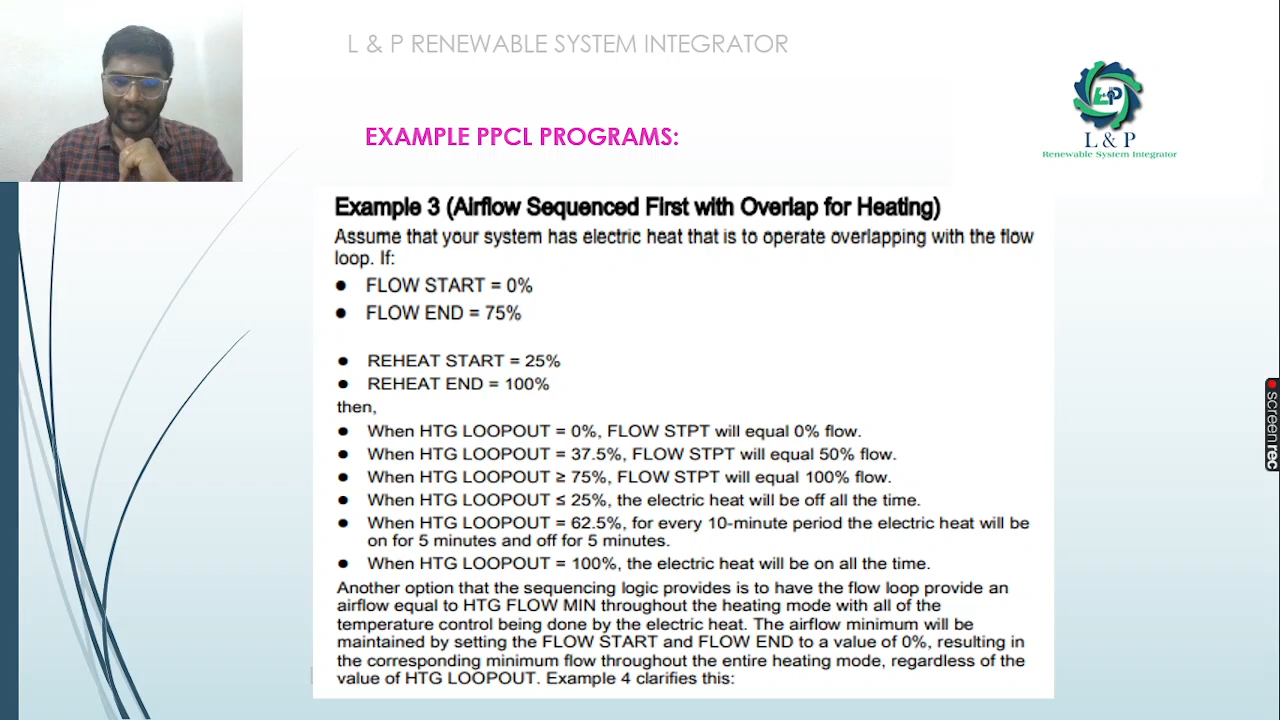 L & P RENEWABLE SYSTEM INTEGRATOR
EXAMPLE PPCL PROGRAMS:
L & P
Renewable System Integrator
Example 3 (Airflow Sequenced First with Overlap for Heating)
Assume that your system has electric heat that is to operate overlapping with the flow
loop. If:
● FLOW START = 0%
● FLOW END = 75%
● REHEAT START = 25%
● REHEAT END = 100%
then,
● When HTG LOOPOUT = 0%, FLOW STPT will equal 0% flow.
● When HTG LOOPOUT = 37.5%, FLOW STPT will equal 50% flow.
● When HTG LOOPOUT ≥ 75%, FLOW STPT will equal 100% flow.
● When HTG LOOPOUT ≤ 25%, the electric heat will be off all the time.
● When HTG LOOPOUT = 62.5%, for every 10-minute period the electric heat will be
on for 5 minutes and off for 5 minutes.
● When HTG LOOPOUT = 100%, the electric heat will be on all the time.
Another option that the sequencing logic provides is to have the flow loop provide an
airflow equal to HTG FLOW MIN throughout the heating mode with all of the
temperature control being done by the electric heat. The airflow minimum will be
maintained by setting the FLOW START and FLOW END to a value of 0%, resulting in
the corresponding minimum flow throughout the entire heating mode, regardless of the
value of HTG LOOPOUT. Example 4 clarifies this:
screenrec